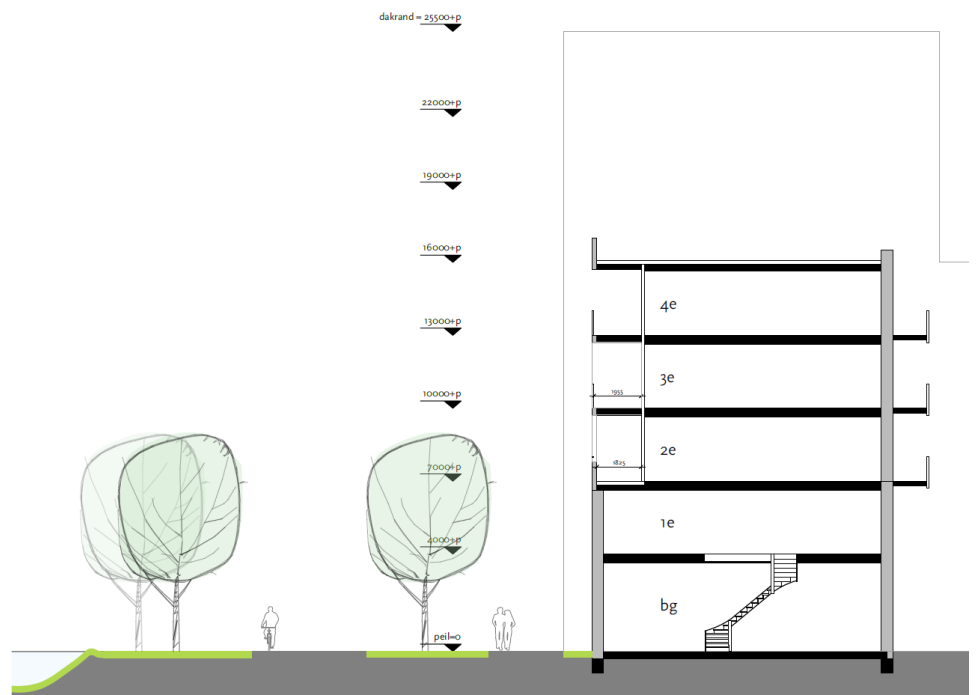 dakrand = 25500+p
22000+p
19000+p
16000+p
13000+p
10000+p
7000+p
4000+p
peil=0
4e
3e
1955
2e
1825
1e
bg